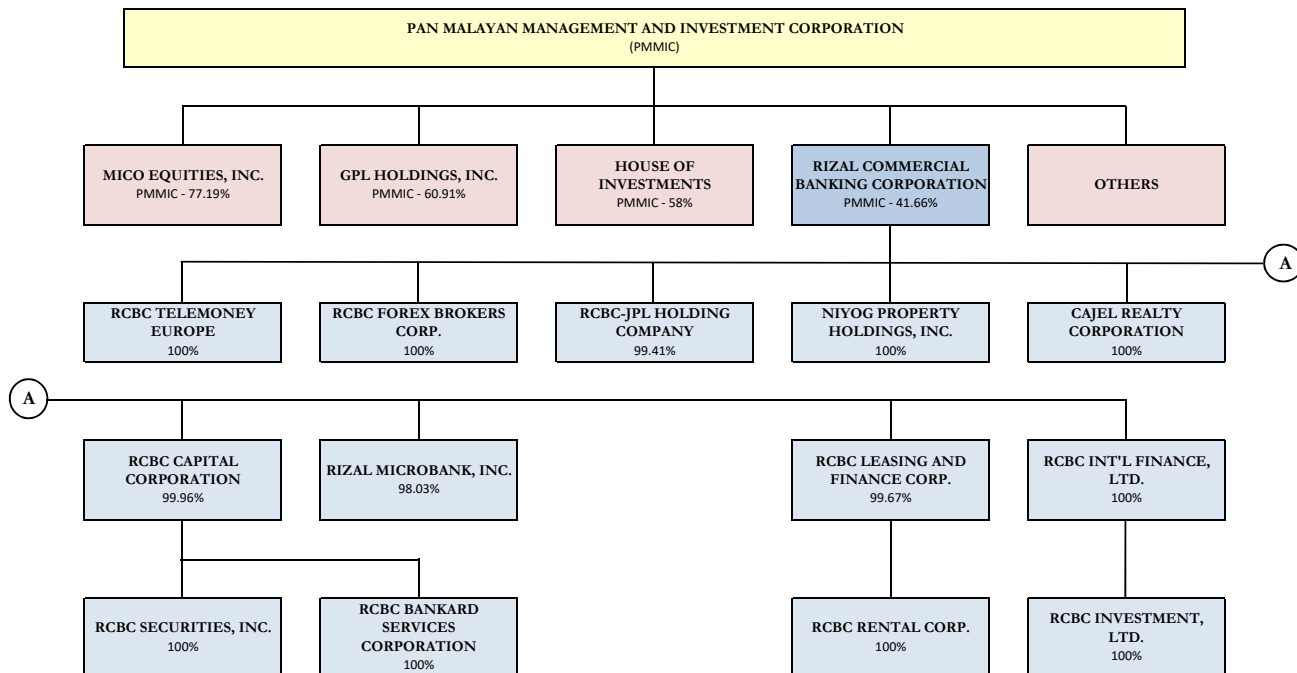 PAN MALAYAN MANAGEMENT AND INVESTMENT CORPORATION
(PMMIC)
MICO EQUITIES, INC.
PMMIC - 77.19%
GPL HOLDINGS, INC.
PMMIC - 60.91%
HOUSE OF
INVESTMENTS
PMMIC - 58%
RIZAL COMMERCIAL
BANKING CORPORATION
PMMIC - 41.66%
OTHERS
A
RCBC TELEMONEY
EUROPE
100%
RCBC FOREX BROKERS
CORP.
100%
RCBC-JPL HOLDING
COMPANY
99.41%
NIYOG PROPERTY
HOLDINGS, INC.
100%
CAJEL REALTY
CORPORATION
100%
A
RCBC CAPITAL
CORPORATION
99.96%
RIZAL MICROBANK, INC.
98.03%
RCBC LEASING AND
FINANCE CORP.
99.67%
RCBC INT'L FINANCE,
LTD.
100%
RCBC SECURITIES, INC.
100%
RCBC BANKARD
SERVICES
CORPORATION
100%
RCBC RENTAL CORP.
100%
RCBC INVESTMENT,
LTD.
100%